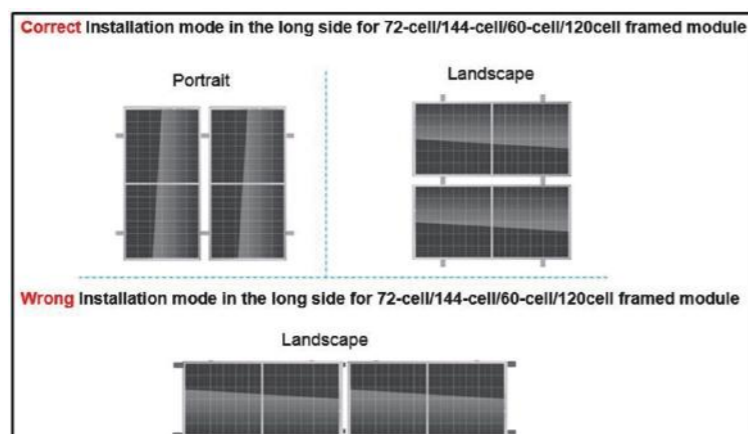 Correct Installation mode in the long side for 72-cell/144-cell/60-cell/120cell framed module
Portrait
Landscape
Wrong Installation mode in the long side for 72-cell/144-cell/60-cell/120cell framed module
Landscape